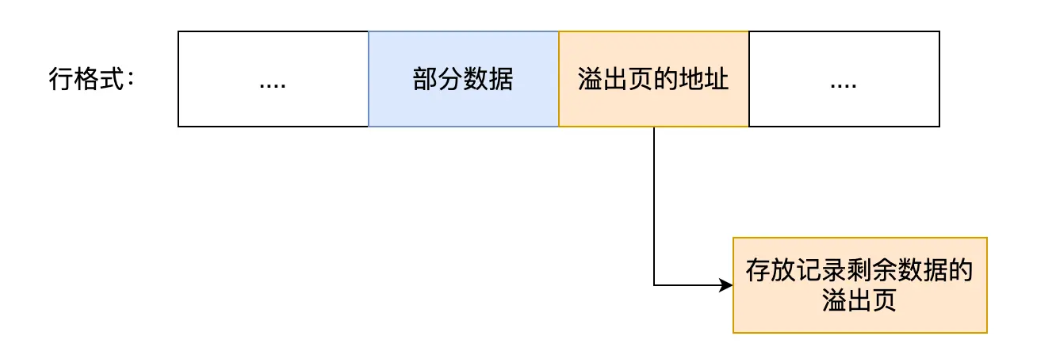 行格式：
....
部分数据
溢出页的地址
....
存放记录剩余数据的
溢出页